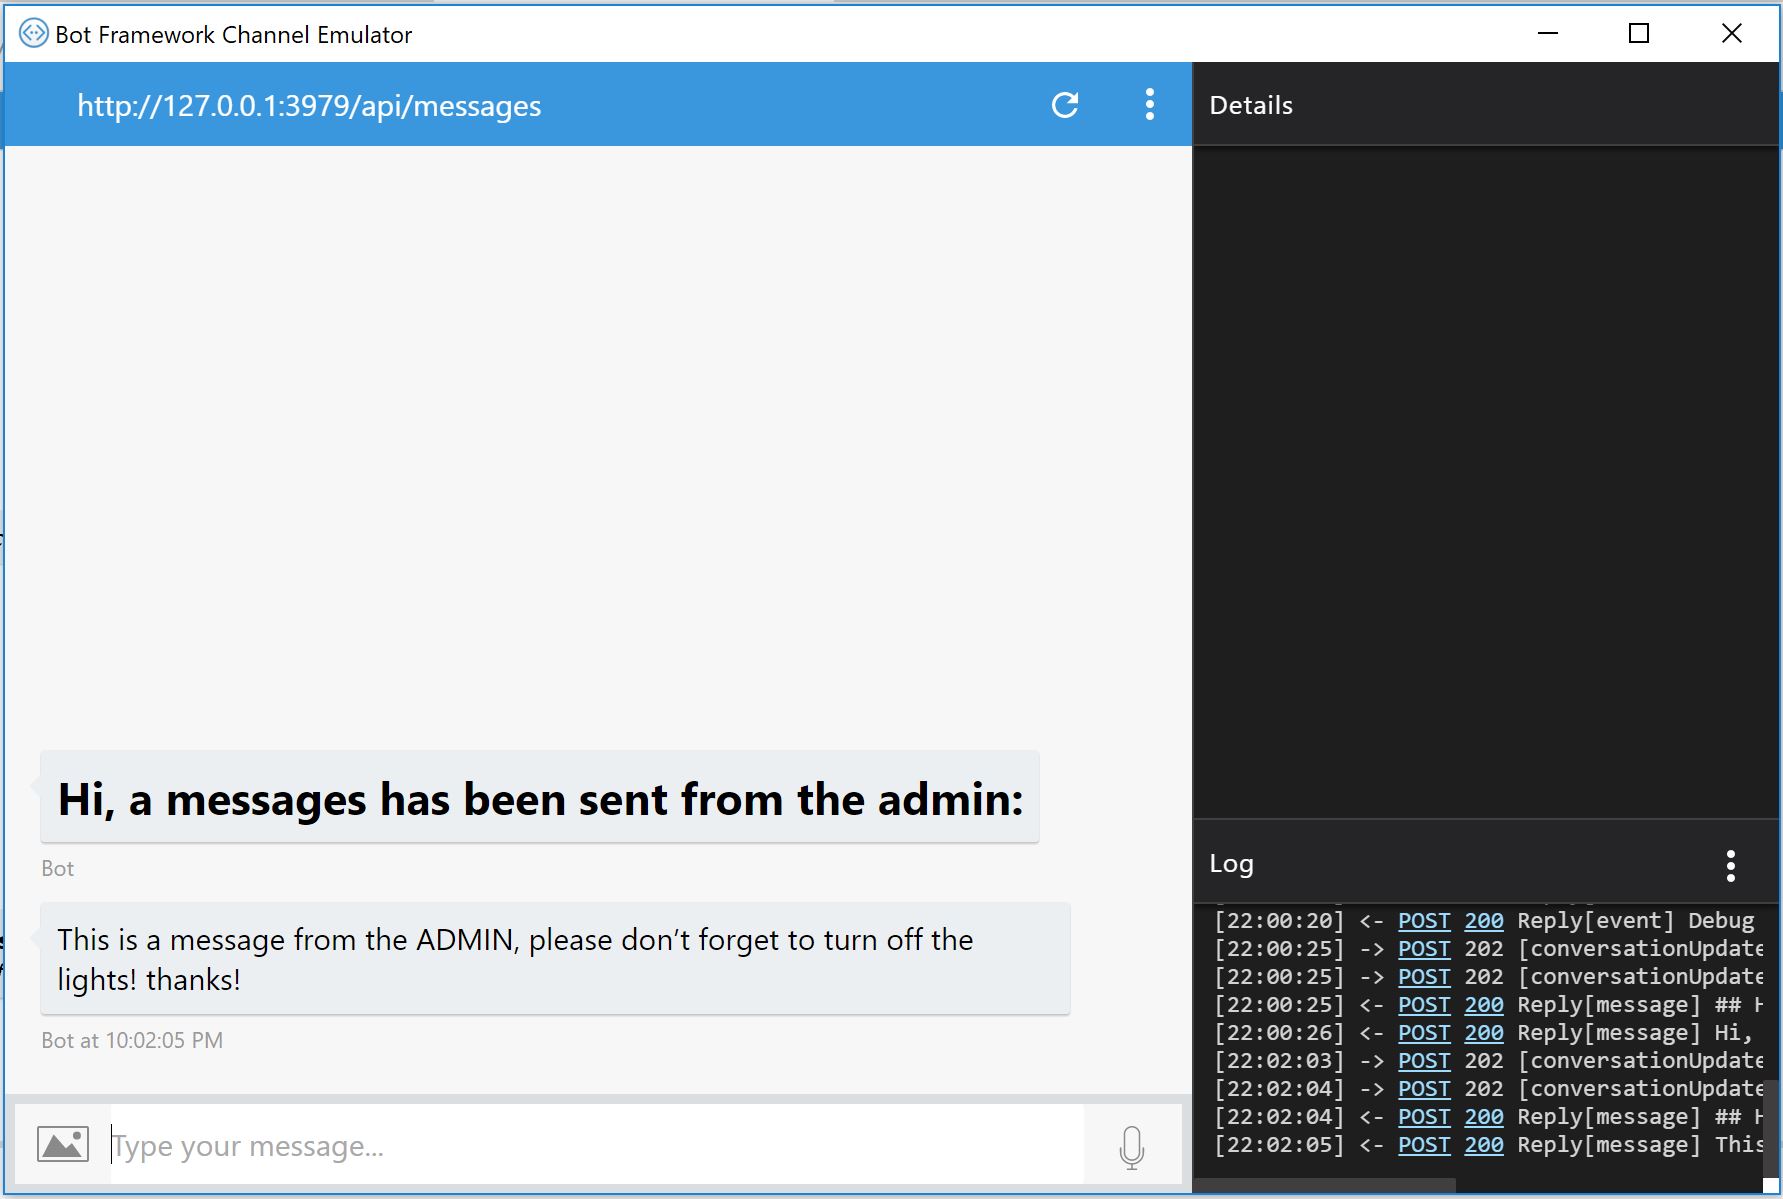 Bot Framework Channel Emulator
http://127.0.0.1:3979/api/messages
Details
Hi, a messages has been sent from the admin:
Bot
This is a message from the ADMIN, please don’t forget to turn off the
lights! thanks!
Bot at 10:02:05 PM
Type your message...
Log
[22:00:20] <- POST 200 Reply[event] Debug
[22:00:25] -> POST 202 [conversationUpdate
[22:00:25] -> POST 202 [conversationUpdate
[22:00:25] <- POST 200 Reply[message] ## H
[22:00:26] <- POST 200 Reply[message] Hi,
[22:02:03] -> POST 202 [conversationUpdate
[22:02:04] -> POST 202 [conversationUpdate
[22:02:04] <- POST 200 Reply[message] ## H
[22:02:05] <- POST 200 Reply[message] This